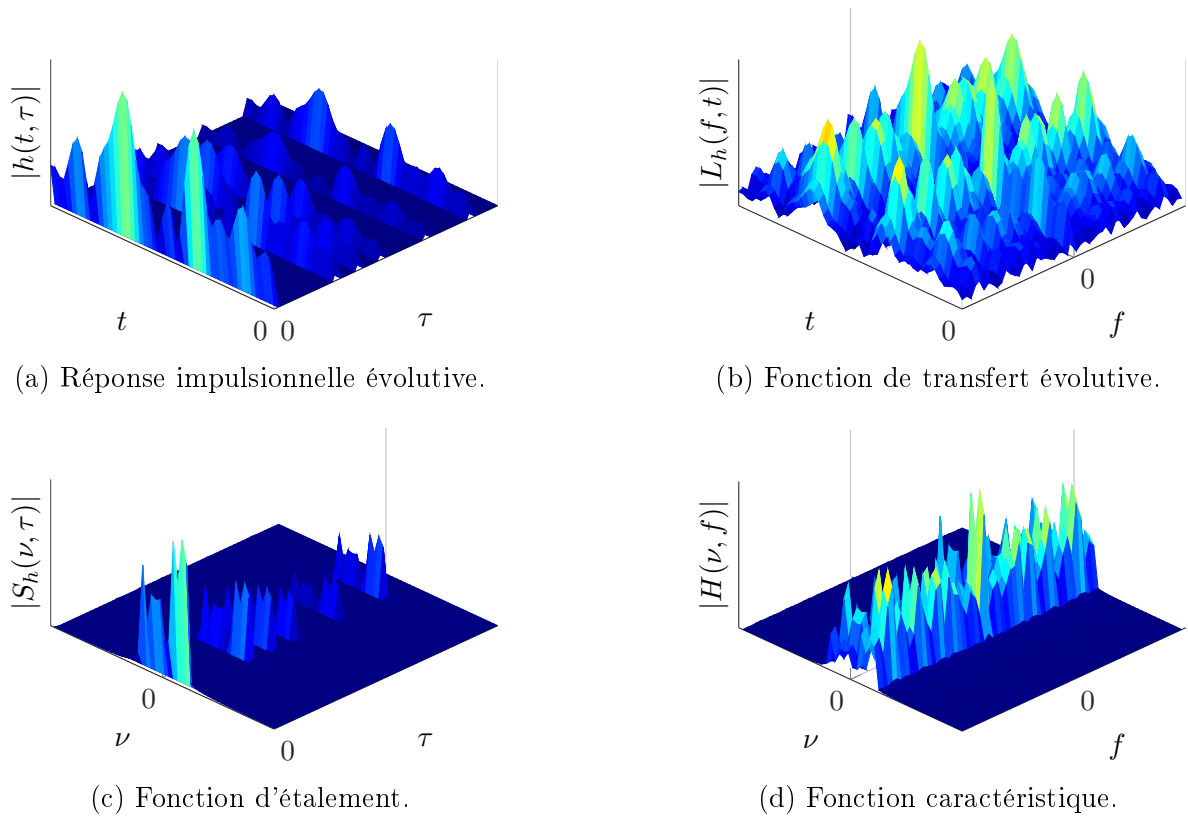 |h(t, τ)|
t
0 0
τ
(a) Réponse impulsionnelle évolutive.
|L_h(f, t)|
t
0
0
f
(b) Fonction de transfert évolutive.
|S_h(ν, τ)|
0
ν
0
τ
(c) Fonction d'étalement.
|H(ν, f)|
0
ν
0
f
(d) Fonction caractéristique.